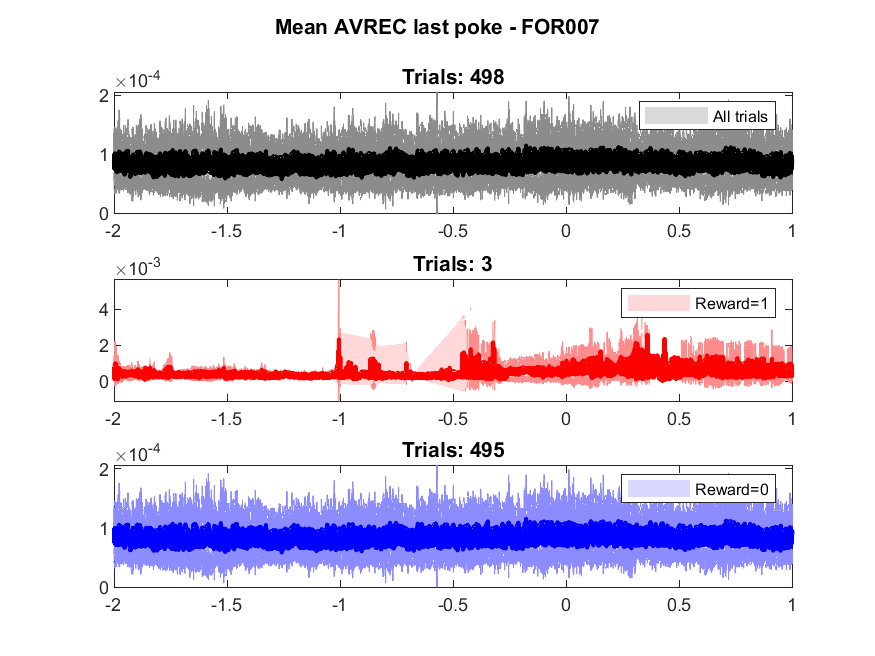 Mean AVREC last poke - FOR007
Trials: 498
×10-4
2
1
0
All trials
-2 -1.5 -1 -0.5 0 0.5 1
Trials: 3
×10-3
4
2
0
Reward=1
-2 -1.5 -1 -0.5 0 0.5 1
Trials: 495
×10-4
2
1
0
Reward=0
-2 -1.5 -1 -0.5 0 0.5 1